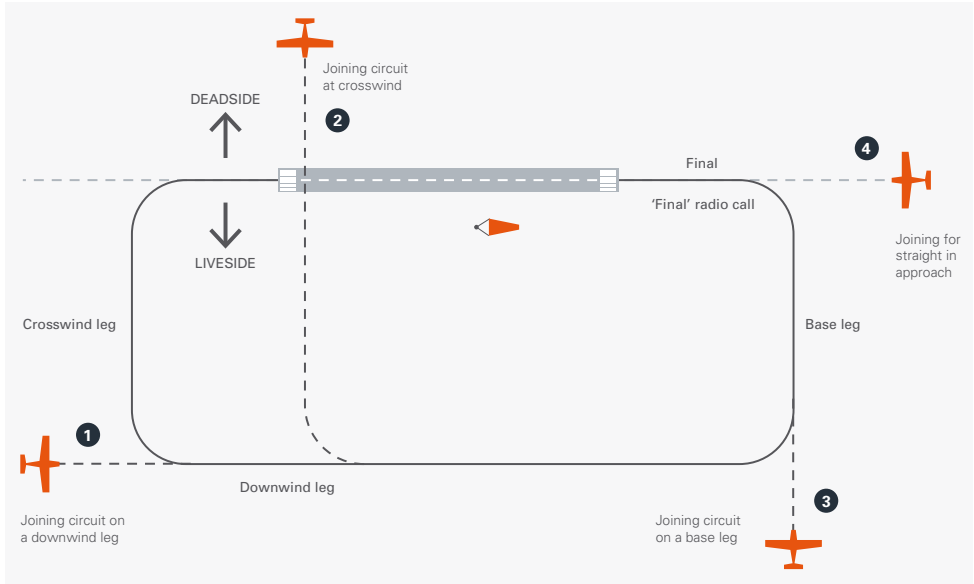 Joining circuit
at crosswind
DEADSIDE
2
4
Final
'Final' radio call
Joining for
straight in
approach
LIVESIDE
Crosswind leg
Base leg
1
Downwind leg
3
Joining circuit on
a downwind leg
Joining circuit
on a base leg